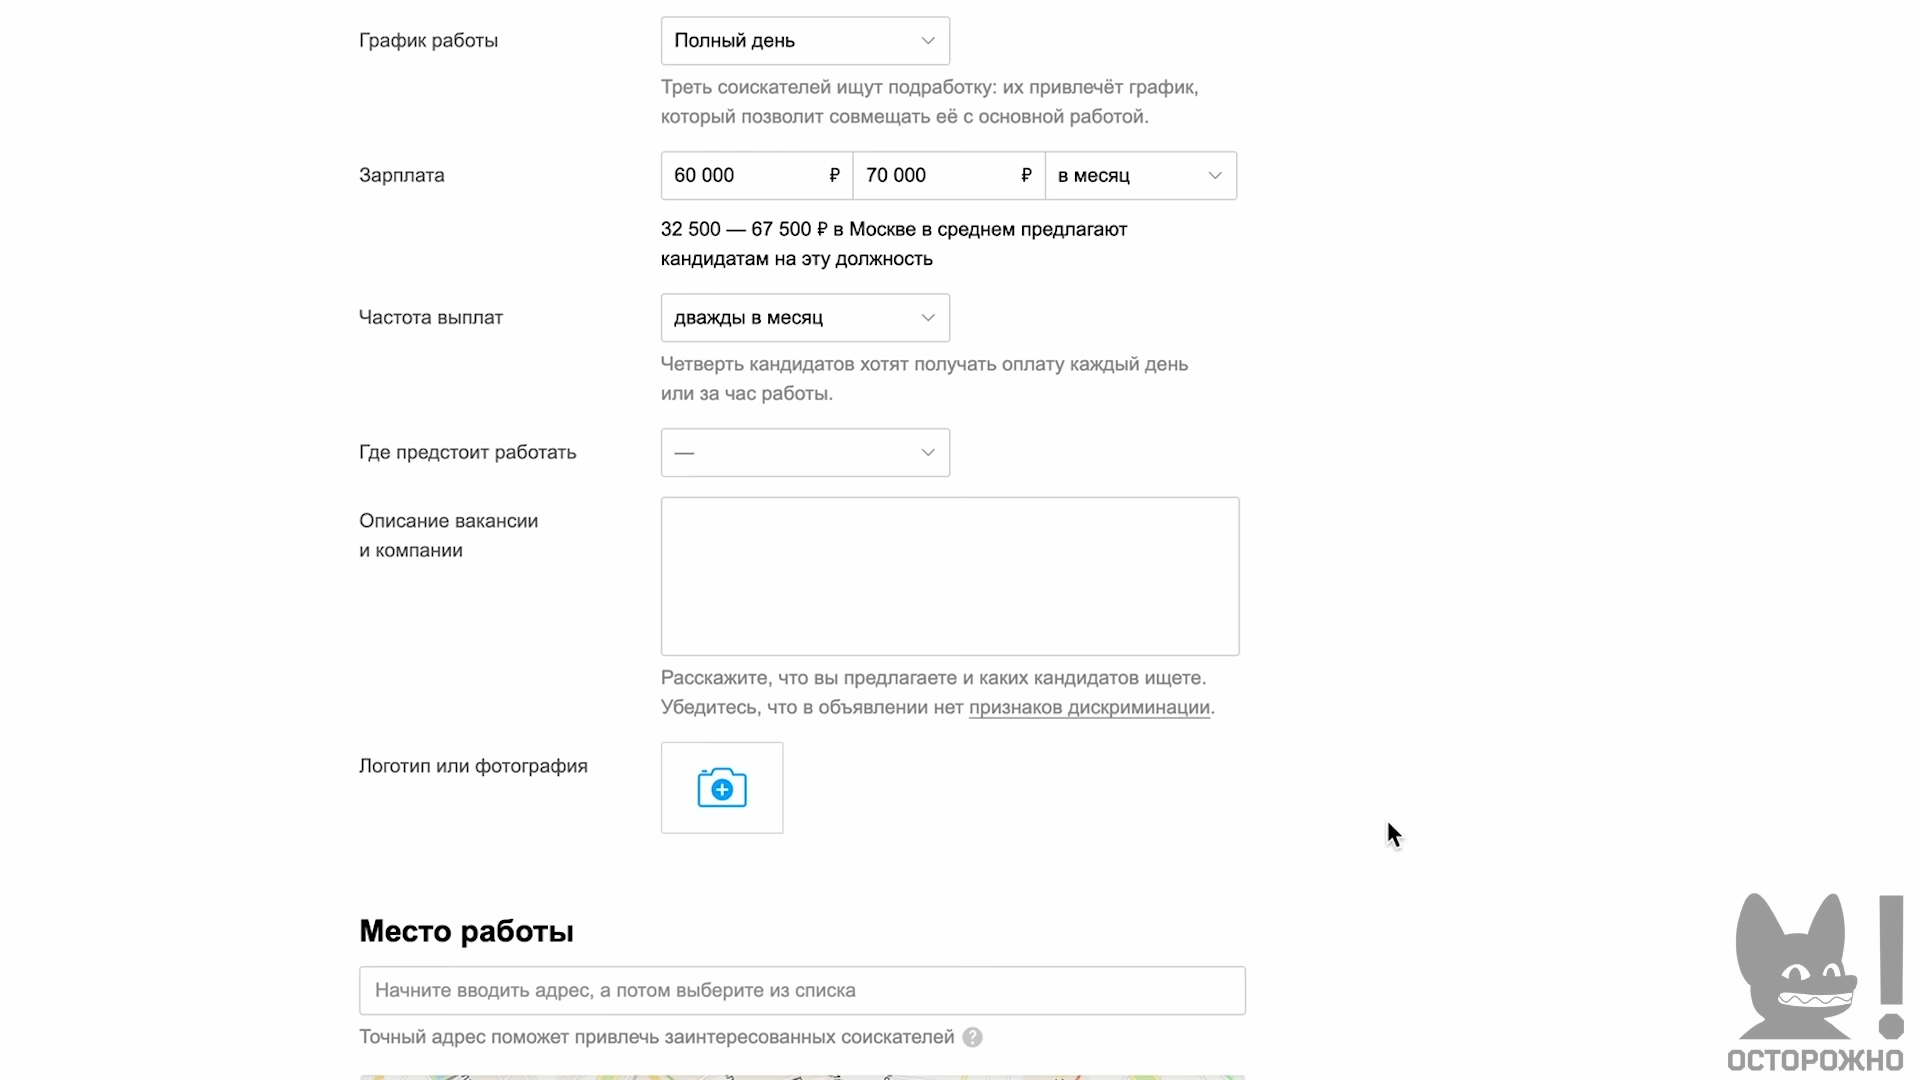 График работы
Полный день
Треть соискателей ищут подработку: их привлечёт график,
который позволит совмещать её с основной работой.
Зарплата
60 000 ₽ 70 000 ₽ в месяц
32 500 — 67 500 ₽ в Москве в среднем предлагают
кандидатам на эту должность
Частота выплат
дважды в месяц
Четверть кандидатов хотят получать оплату каждый день
или за час работы.
Где предстоит работать
—
Описание вакансии
и компании
Расскажите, что вы предлагаете и каких кандидатов ищете.
Убедитесь, что в объявлении нет признаков дискриминации.
Логотип или фотография
Место работы
Начните вводить адрес, а потом выберите из списка
Точный адрес поможет привлечь заинтересованных соискателей ?
ОСТОРОЖНО